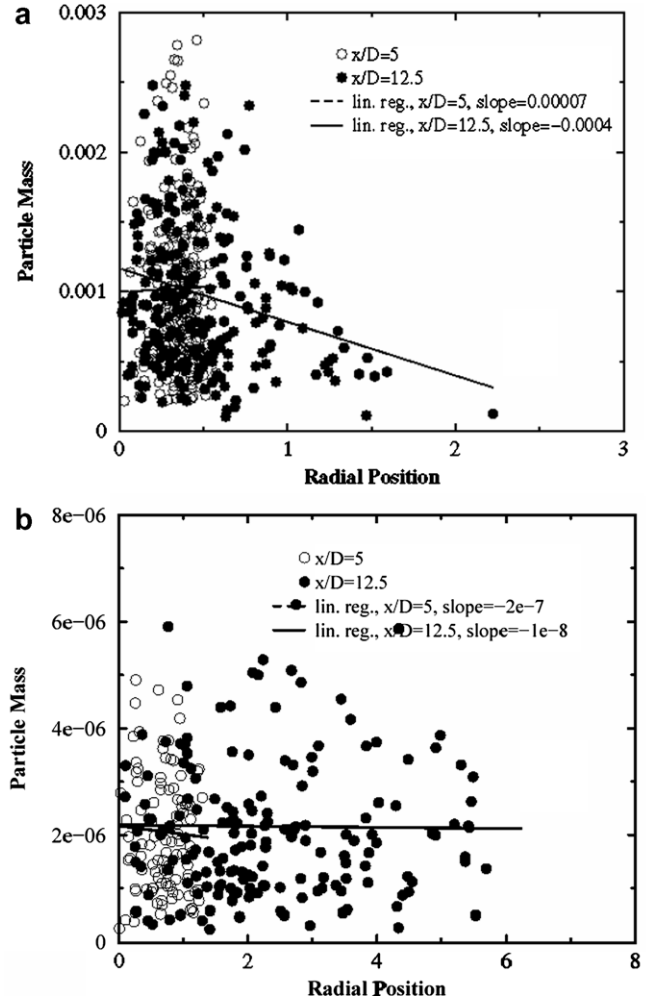 a
0.003
0.002
0.001
0
Particle Mass
x/D=5
x/D=12.5
lin. reg., x/D=5, slope=0.00007
lin. reg., x/D=12.5, slope=−0.0004
0 1 2 3
Radial Position
b
8e−06
6e−06
4e−06
2e−06
0
Particle Mass
x/D=5
x/D=12.5
lin. reg., x/D=5, slope=−2e−7
lin. reg., x/D=12.5, slope=−1e−8
0 2 4 6 8
Radial Position